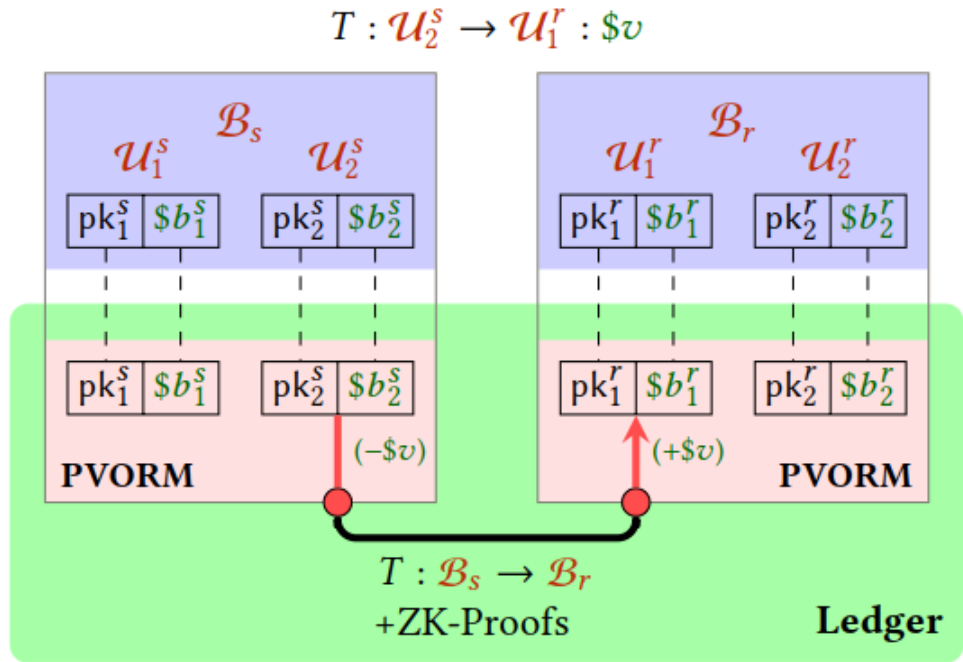 T : 𝒰₂ˢ → 𝒰₁ʳ : $v
ℬₛ ℬᵣ
𝒰₁ˢ 𝒰₂ˢ 𝒰₁ʳ 𝒰₂ʳ
pk₁ˢ $b₁ˢ pk₂ˢ $b₂ˢ pk₁ʳ $b₁ʳ pk₂ʳ $b₂ʳ
pk₁ˢ $b₁ˢ pk₂ˢ $b₂ˢ pk₁ʳ $b₁ʳ pk₂ʳ $b₂ʳ
(−$v) (+$v)
PVORM PVORM
T : ℬₛ → ℬᵣ
+ZK-Proofs
Ledger